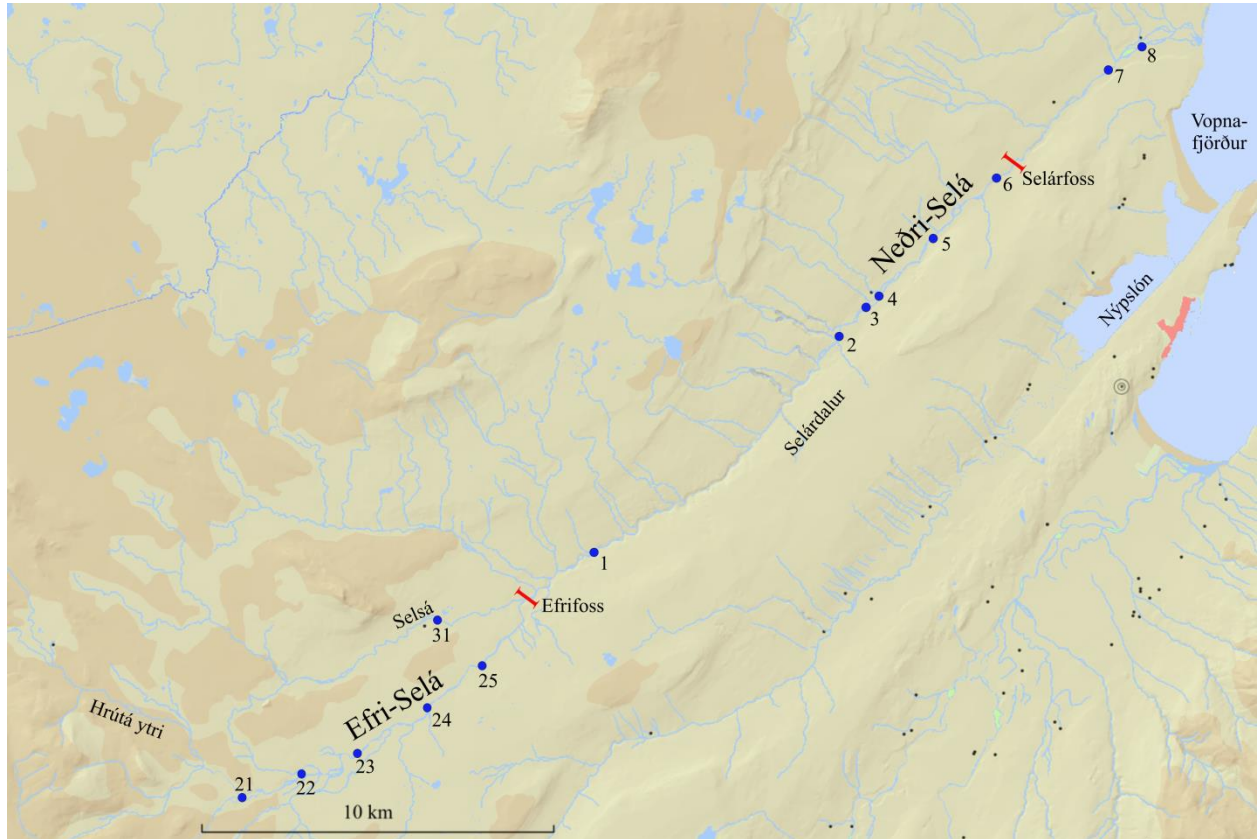 8
7
Vopna-
fjörður
Selárfoss
6
Neðri-Selá
5
Nýpslón
4
3
2
Selárdalur
1
Efrifoss
Selsá
31
25
Efri-Selá
24
Hrútá ytri
23
22
21
10 km